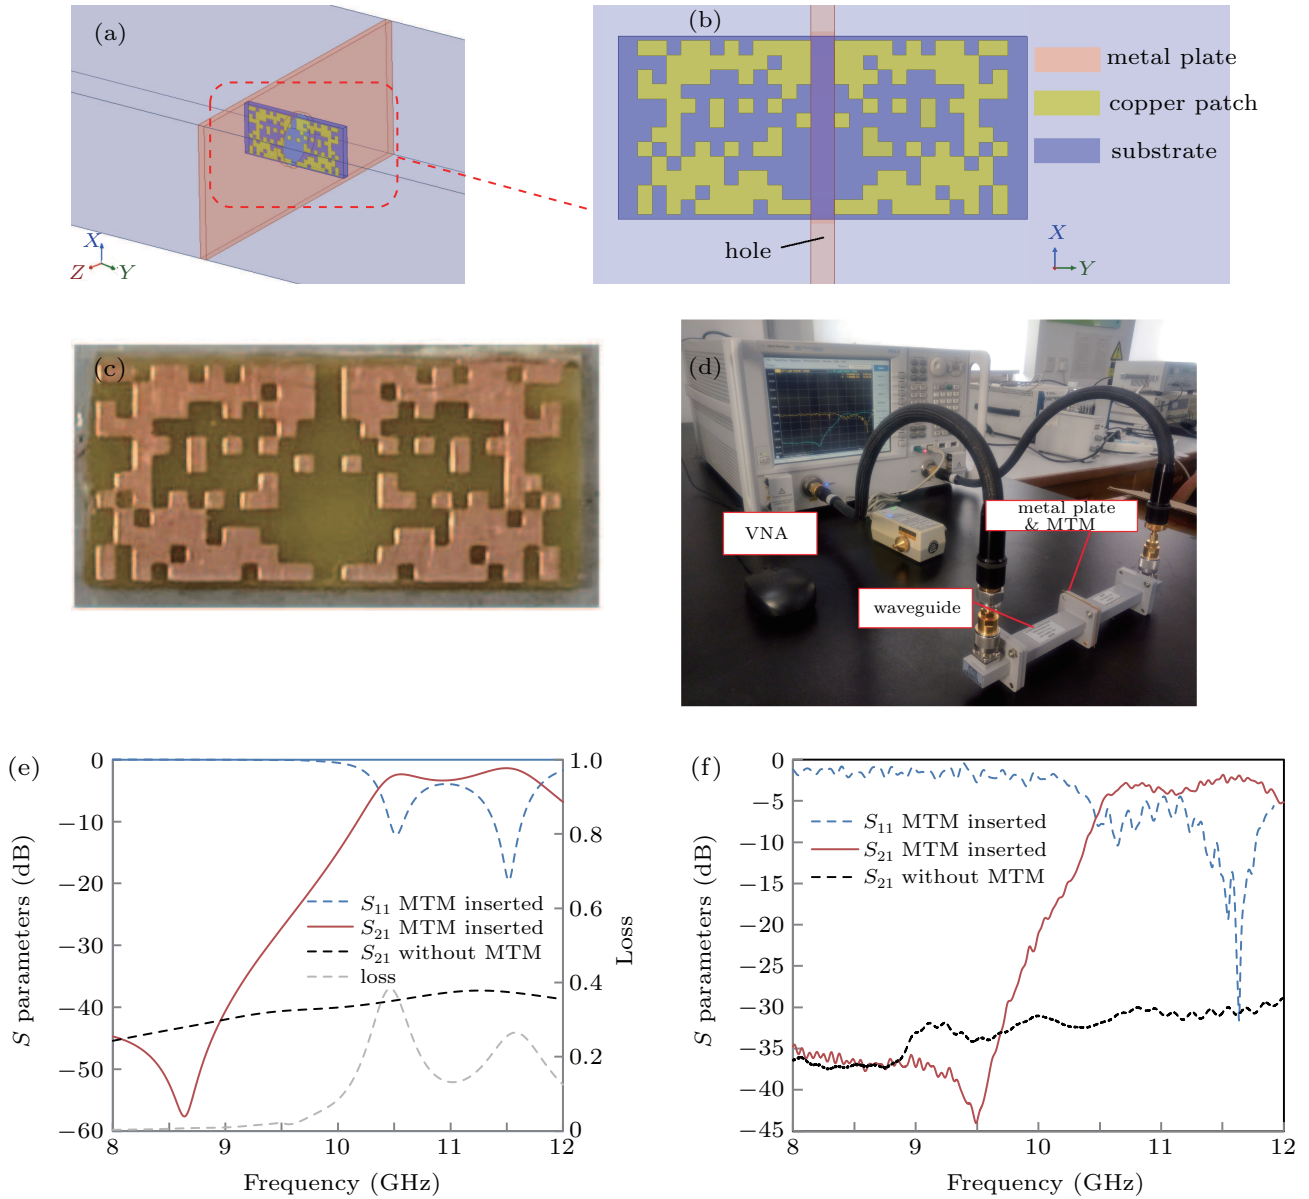 (a)
X
Z
Y
(b)
metal plate
copper patch
substrate
hole
X
Y
(c)
(d)
VNA
metal plate
& MTM
waveguide
(e)
0
−10
−20
−30
−40
−50
−60
S parameters (dB)
8
9
10
11
12
Frequency (GHz)
1.0
0.8
0.6
0.4
0.2
0
Loss
S11 MTM inserted
S21 MTM inserted
S21 without MTM
loss
(f)
0
−5
−10
−15
−20
−25
−30
−35
−40
−45
S parameters (dB)
8
9
10
11
12
Frequency (GHz)
S11 MTM inserted
S21 MTM inserted
S21 without MTM